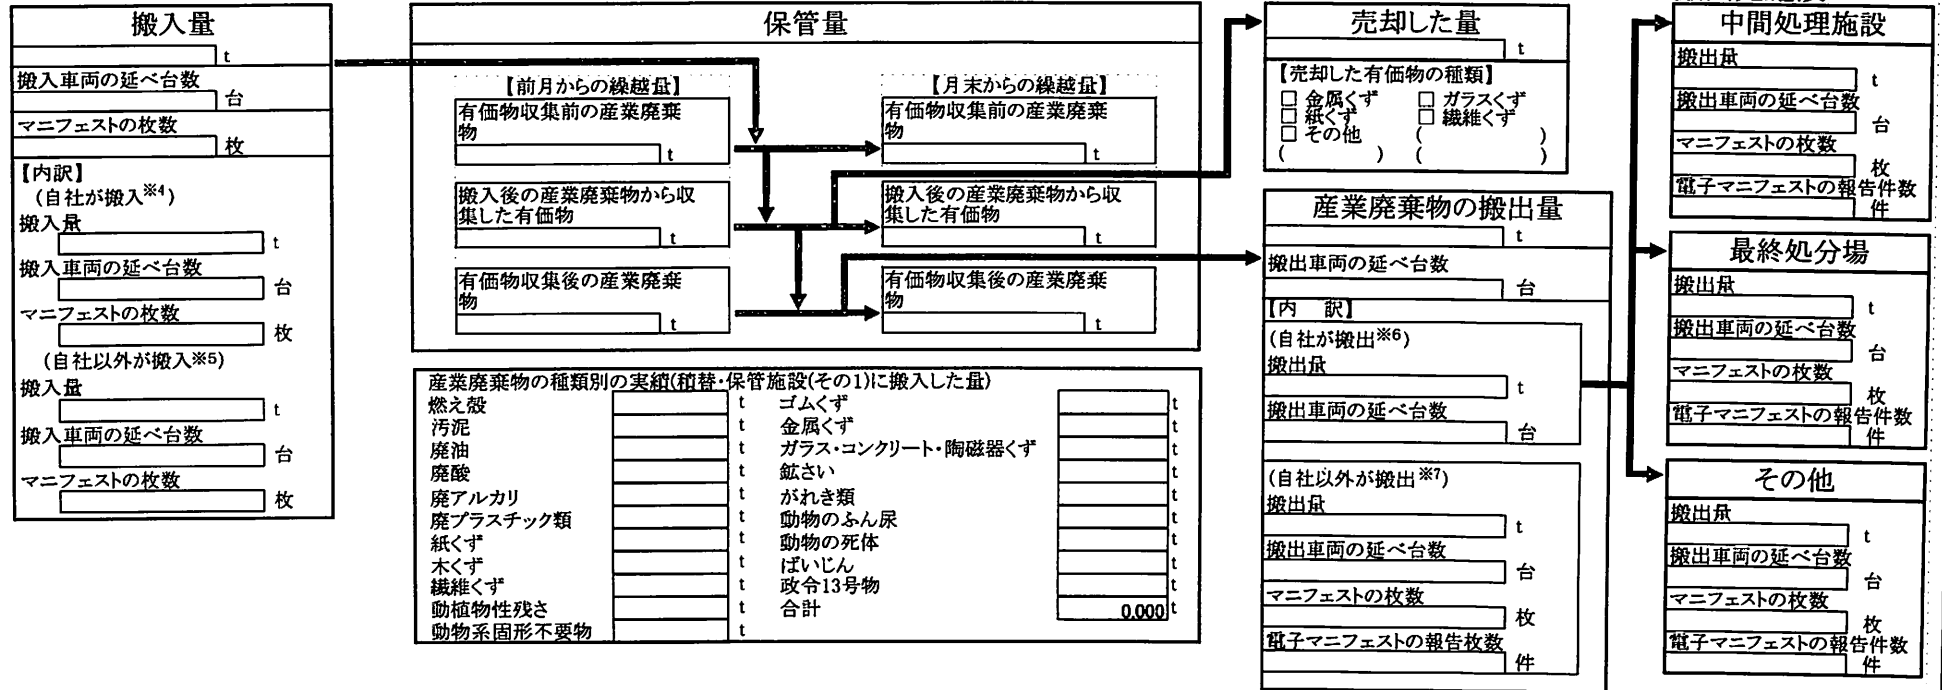 搬入量
t
搬入車両の延べ台数
台
マニフェストの枚数
枚
【内訳】
(自社が搬入※4)
搬入量
t
搬入車両の延べ台数
台
マニフェストの枚数
枚
(自社以外が搬入※5)
搬入量
t
搬入車両の延べ台数
台
マニフェストの枚数
枚
保管量
【前月からの繰越量】
有価物収集前の産業廃棄
物
t
搬入後の産業廃棄物から収
集した有価物
t
有価物収集後の産業廃棄
物
t
【月末からの繰越量】
有価物収集前の産業廃棄
物
t
搬入後の産業廃棄物から収
集した有価物
t
有価物収集後の産業廃棄
物
t
産業廃棄物の種類別の実績(積替・保管施設(その1)に搬入した量)
燃え殻 t ゴムくず t
汚泥 t 金属くず t
廃油 t ガラス・コンクリート・陶磁器くず t
廃酸 t 鉱さい t
廃アルカリ t がれき類 t
廃プラスチック類 t 動物のふん尿 t
紙くず t 動物の死体 t
木くず t ばいじん t
繊維くず t 政令13号物 t
動植物性残さ t 合計 0.000 t
動物系固形不要物 t
売却した量
t
【売却した有価物の種類】
□ 金属くず □ ガラスくず
□ 紙くず □ 繊維くず
□ その他 ( )
( ) ( )
産業廃棄物の搬出量
t
搬出車両の延べ台数
台
【内 訳】
(自社が搬出※6)
搬出量
t
搬出車両の延べ台数
台
(自社以外が搬出※7)
搬出量
t
搬出車両の延べ台数
台
マニフェストの枚数
枚
電子マニフェストの報告枚数
件
中間処理施設
搬出量
t
搬出車両の延べ台数
台
マニフェストの枚数
枚
電子マニフェストの報告件数
件
最終処分場
搬出量
t
搬出車両の延べ台数
台
マニフェストの枚数
枚
電子マニフェストの報告件数
件
その他
搬出量
t
搬出車両の延べ台数
台
マニフェストの枚数
枚
電子マニフェストの報告件数
件